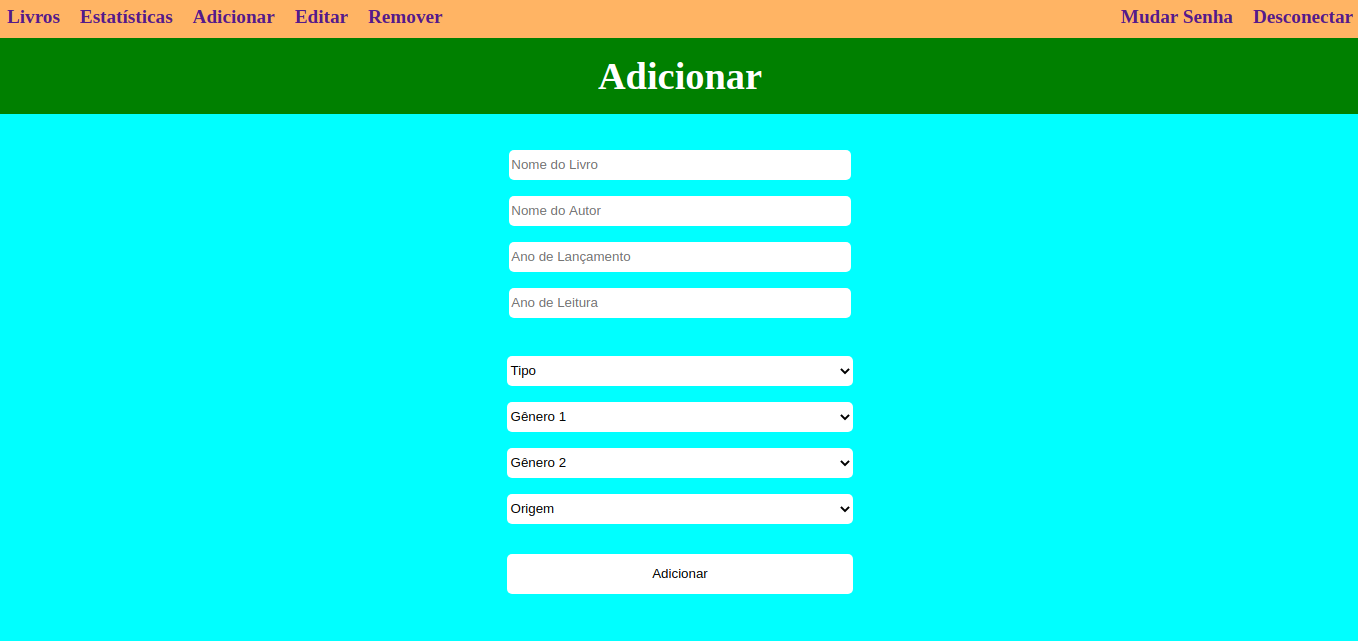 Livros Estatísticas Adicionar Editar Remover Mudar Senha Desconectar
Adicionar
Nome do Livro
Nome do Autor
Ano de Lançamento
Ano de Leitura
Tipo
Gênero 1
Gênero 2
Origem
Adicionar